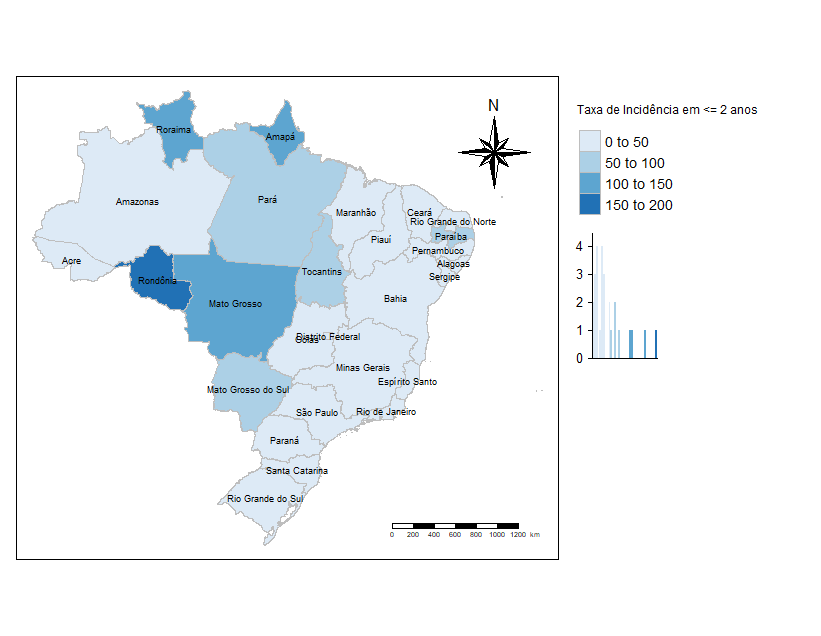 N
Taxa de Incidência em <= 2 anos
0 to 50
50 to 100
100 to 150
150 to 200
Roraima
Amapá
Amazonas
Pará
Maranhão
Ceará
Rio Grande do Norte
Piauí
Paraíba
Pernambuco
Acre
Alagoas
Tocantins
Sergipe
Rondônia
Bahia
Mato Grosso
Distrito Federal
Goiás
Minas Gerais
Espírito Santo
Mato Grosso do Sul
São Paulo
Rio de Janeiro
Paraná
Santa Catarina
Rio Grande do Sul
4
3
2
1
0
0 200 400 600 800 1000 1200 km